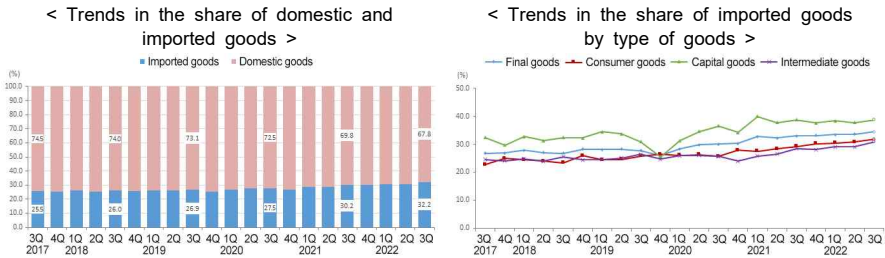 < Trends in the share of domestic and
imported goods >
Imported goods Domestic goods
(%)
100.0
90.0
80.0
70.0
60.0
50.0
40.0
30.0
20.0
10.0
0.0
74.5 74.0 73.1 72.5 69.8 67.8
25.5 26.0 26.9 27.5 30.2 32.2
3Q 4Q 1Q 2Q 3Q 4Q 1Q 2Q 3Q 4Q 1Q 2Q 3Q 4Q 1Q 2Q 3Q 4Q 1Q 2Q 3Q
2017 2018 2019 2020 2021 2022
< Trends in the share of imported goods
by type of goods >
Final goods Consumer goods Capital goods Intermediate goods
(%)
50.0
40.0
30.0
20.0
10.0
0.0
3Q 4Q 1Q 2Q 3Q 4Q 1Q 2Q 3Q 4Q 1Q 2Q 3Q 4Q 1Q 2Q 3Q 4Q 1Q 2Q 3Q
2017 2018 2019 2020 2021 2022